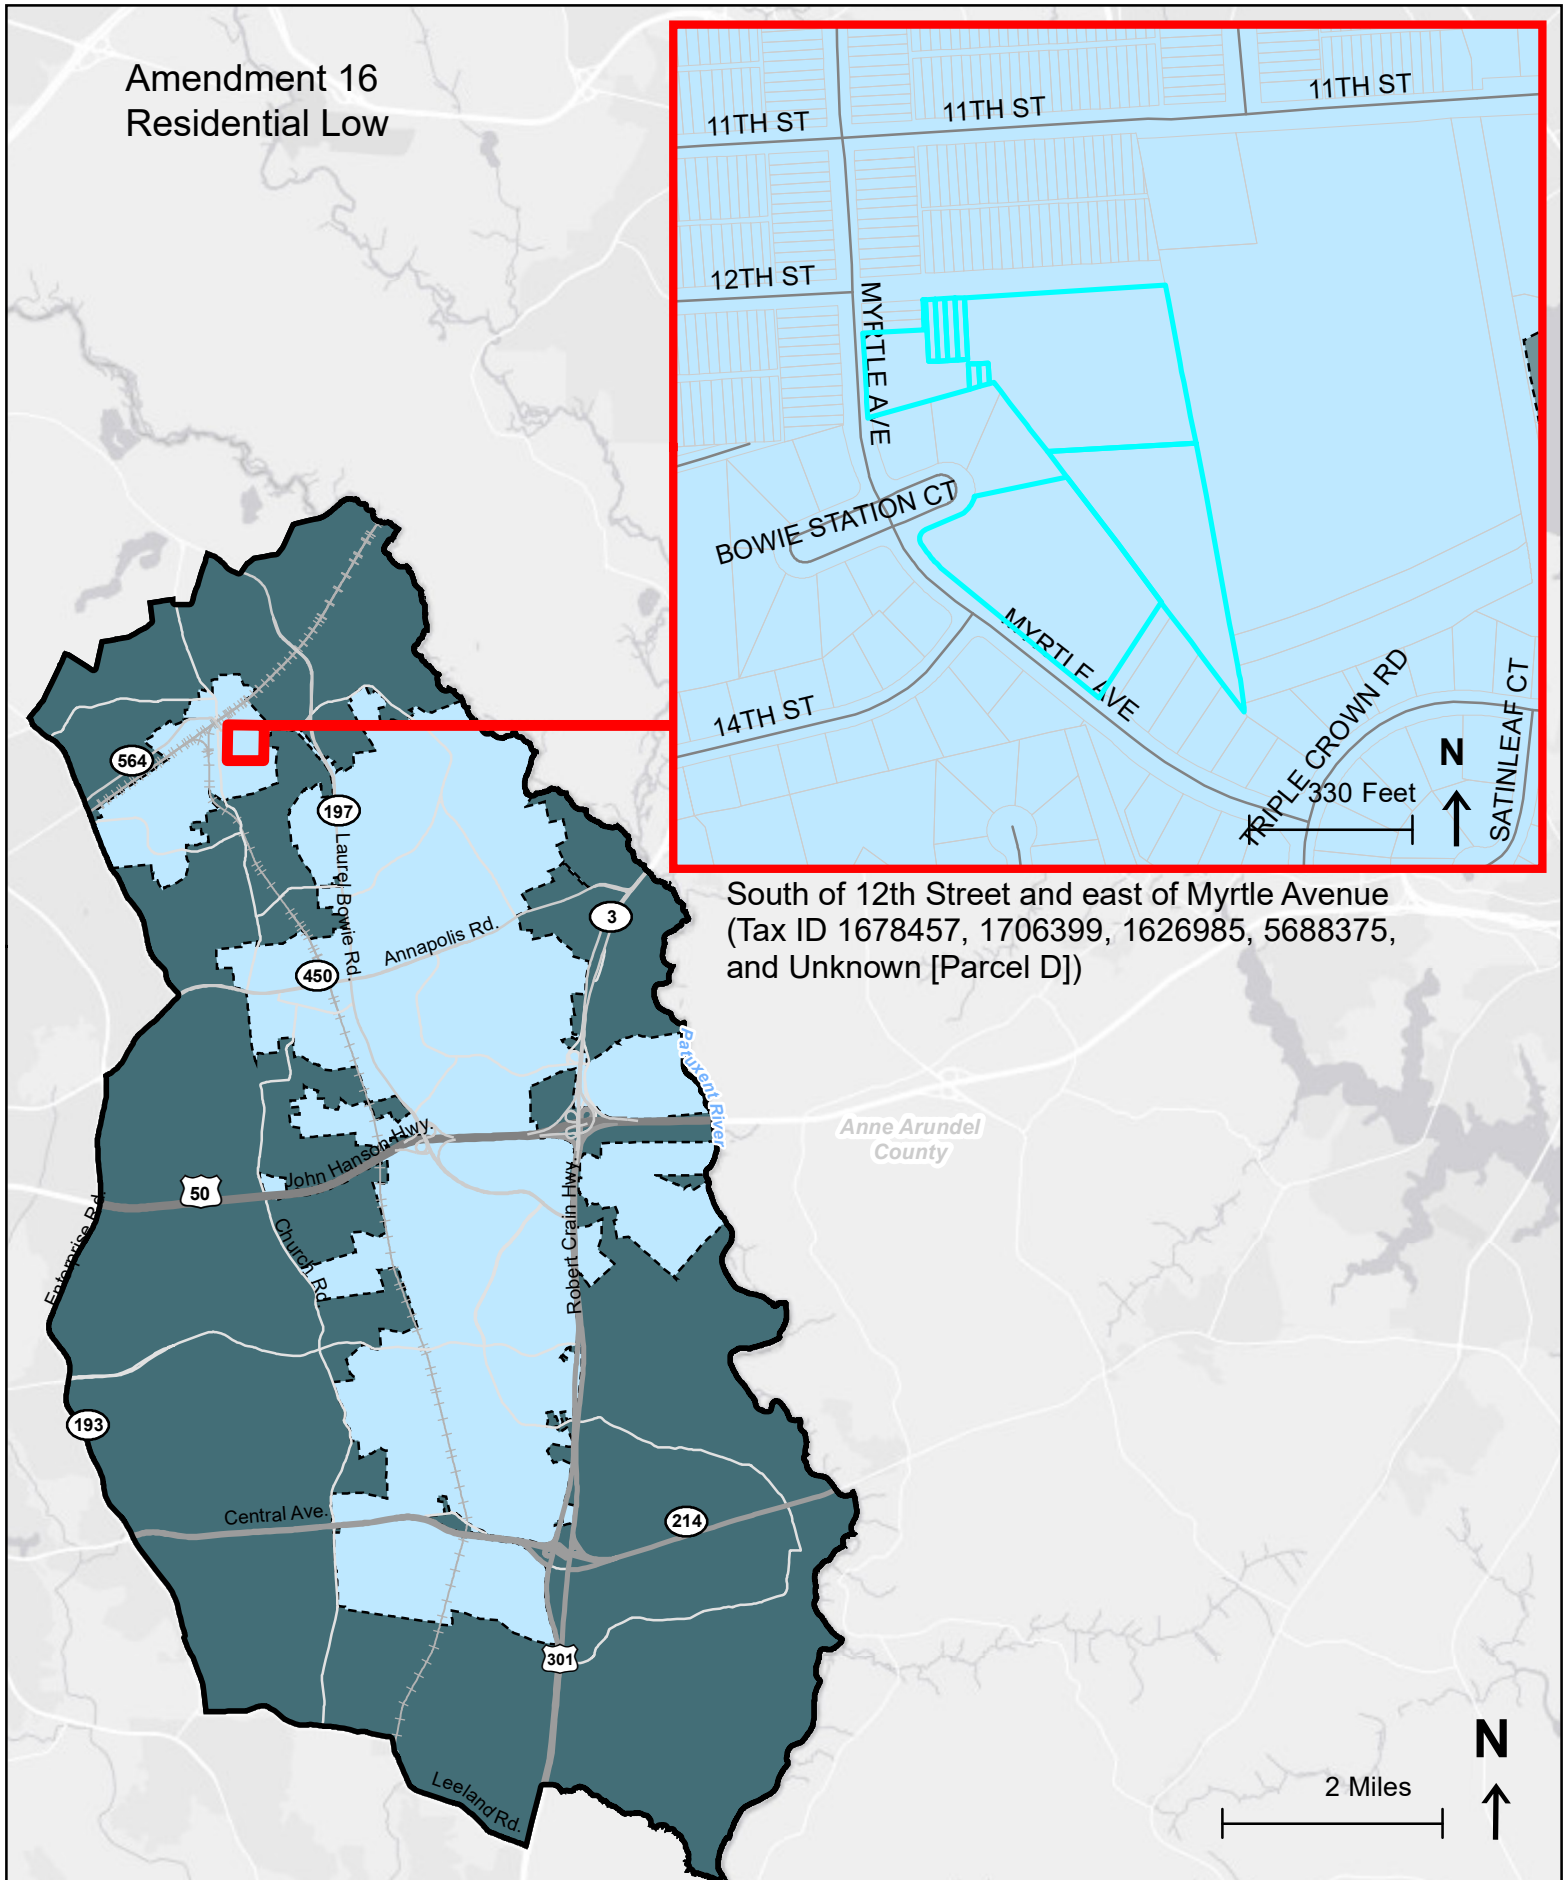 Amendment 16
Residential Low
11TH ST
11TH ST
11TH ST
12TH ST
MYRTLE AVE
BOWIE STATION CT
MYRTLE AVE
14TH ST
TRIPLE CROWN RD
SATINLEAF CT
N
330 Feet
South of 12th Street and east of Myrtle Avenue
(Tax ID 1678457, 1706399, 1626985, 5688375,
and Unknown [Parcel D])
564
197
Laurel Bowie Rd.
3
Annapolis Rd.
450
Patuxent River
Anne Arundel
County
John Hanson Hwy.
50
Enterprise Rd.
Church Rd.
Robert Crain Hwy.
193
Central Ave.
214
301
Leeland Rd.
N
2 Miles